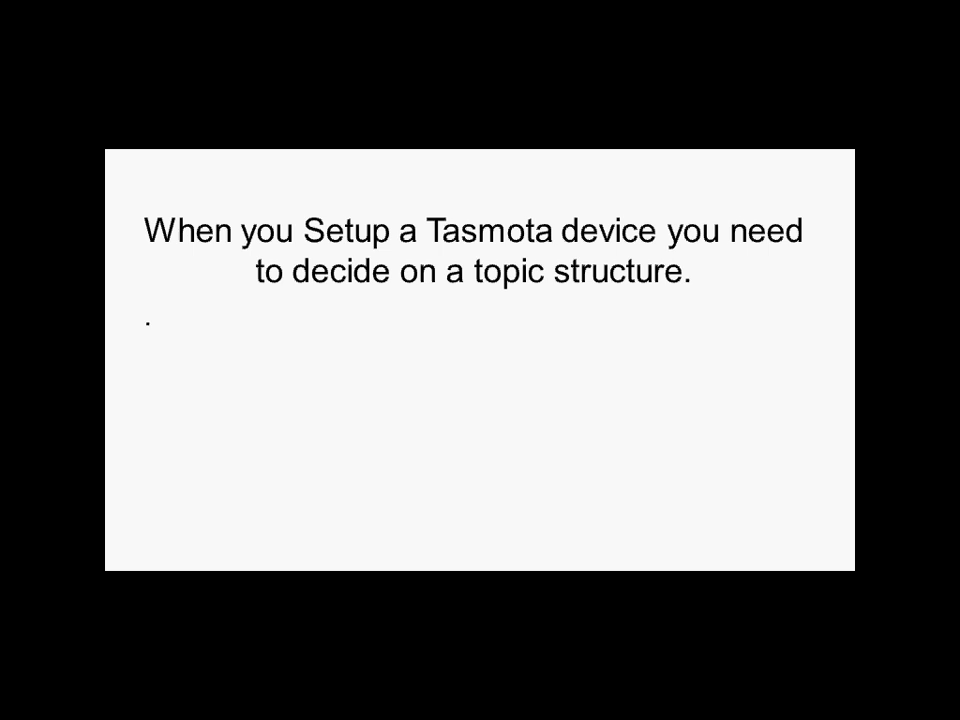 When you Setup a Tasmota device you need
to decide on a topic structure.
.